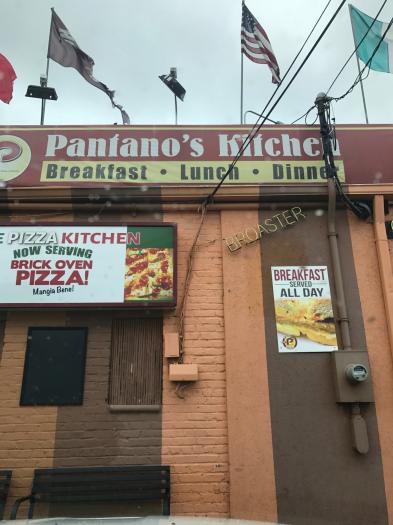 Pantano's Kitchen
Breakfast • Lunch • Dinner
BROASTER
E PIZZA KITCHEN
NOW SERVING
BRICK OVEN
PIZZA!
Mangia Bene!
BREAKFAST
SERVED
ALL DAY
P